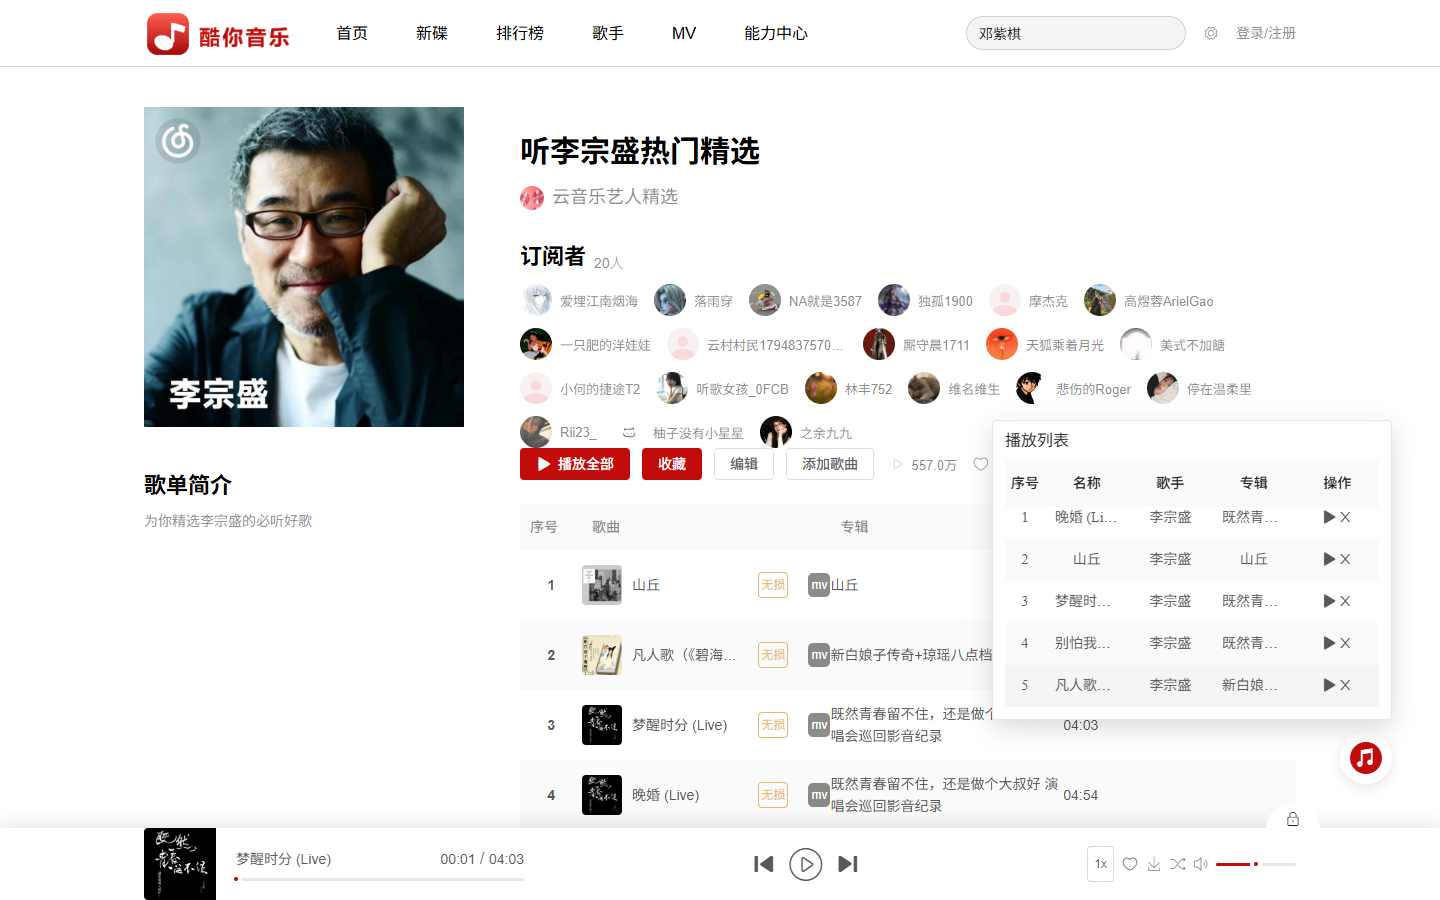 酷你音乐 首页 新碟 排行榜 歌手 MV 能力中心 邓紫棋 登录/注册
李宗盛
听李宗盛热门精选
云音乐艺人精选
订阅者 20人
爱埋江南烟海 落雨穿 NA就是3587 独孤1900 摩杰克 高煜蓉ArielGao
一只肥的洋娃娃 云村村民1794837570... 厮守晨1711 天狐乘着月光 美式不加餹
小何的捷途T2 听歌女孩_0FCB 林丰752 维名维生 悲伤的Roger 停在温柔里
Rii23_ 柚子没有小星星 之余九九
播放全部 收藏 编辑 添加歌曲 557.0万
歌单简介
为你精选李宗盛的必听好歌
序号 歌曲 专辑
1 山丘 无损 mv 山丘
2 凡人歌（《碧海... 无损 mv 新白娘子传奇+琼瑶八点档
3 梦醒时分 (Live) 无损 mv 既然青春留不住，还是做个
唱会巡回影音纪录 04:03
4 晚婚 (Live) 无损 mv 既然青春留不住，还是做个大叔好 演
唱会巡回影音纪录 04:54
播放列表
序号 名称 歌手 专辑 操作
1 晚婚 (Li... 李宗盛 既然青... X
2 山丘 李宗盛 山丘 X
3 梦醒时... 李宗盛 既然青... X
4 别怕我... 李宗盛 既然青... X
5 凡人歌... 李宗盛 新白娘... X
梦醒时分 (Live) 00:01 / 04:03 1x